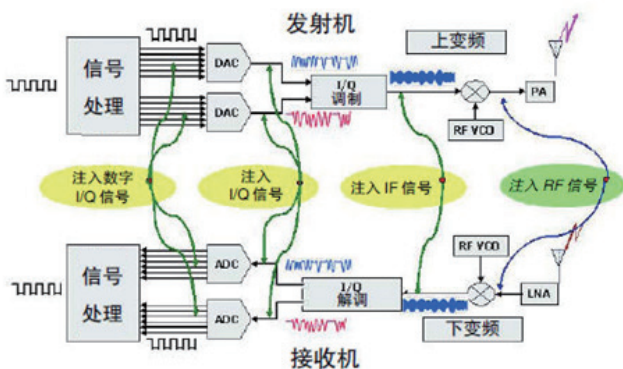 发射机
信号
处理
DAC
DAC
I/Q
调制
上变频
PA
RF VCO
注入数字
I/Q 信号
注入
I/Q 信号
注入 IF 信号
注入 RF 信号
信号
处理
ADC
ADC
I/Q
解调
RF VCO
LNA
下变频
接收机